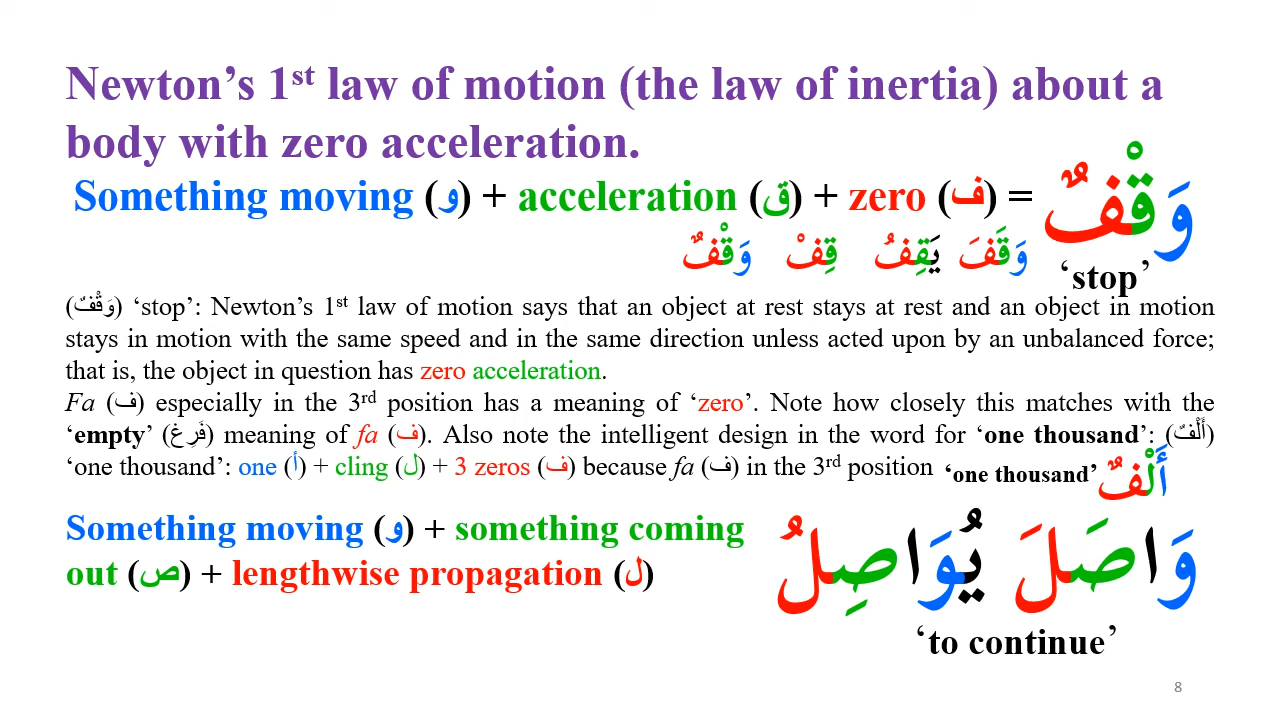 Newton’s 1st law of motion (the law of inertia) about a
body with zero acceleration.
Something moving (و) + acceleration (ق) + zero (ف) = وَقْفٌ
وَقَفَ يَقِفُ قِفْ وَقْفٌ
‘stop’
(وَقْفٌ) ‘stop’: Newton’s 1st law of motion says that an object at rest stays at rest and an object in motion
stays in motion with the same speed and in the same direction unless acted upon by an unbalanced force;
that is, the object in question has zero acceleration.
Fa (ف) especially in the 3rd position has a meaning of ‘zero’. Note how closely this matches with the
‘empty’ (فَرِغَ) meaning of fa (ف). Also note the intelligent design in the word for ‘one thousand’: (أَلْفٌ)
‘one thousand’: one (أ) + cling (ل) + 3 zeros (ف) because fa (ف) in the 3rd position ‘one thousand’ أَلْفٌ
Something moving (و) + something coming
out (ص) + lengthwise propagation (ل)
وَاصَلَ يُوَاصِلُ
‘to continue’
8